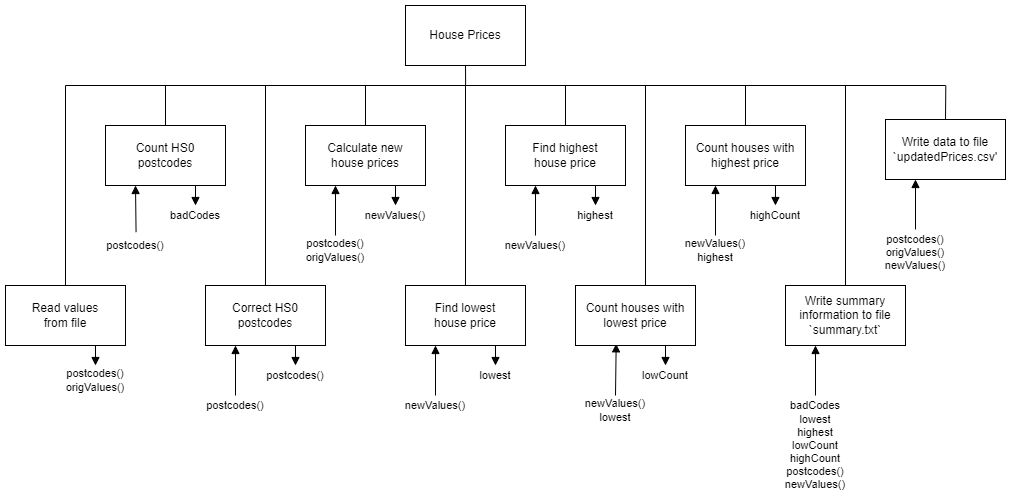 House Prices
Count HS0
postcodes
postcodes()
badCodes
Calculate new
house prices
postcodes()
origValues()
newValues()
Find highest
house price
newValues()
highest
Count houses with
highest price
newValues()
highest
highCount
Write data to file
`updatedPrices.csv'
postcodes()
origValues()
newValues()
Read values
from file
postcodes()
origValues()
Correct HS0
postcodes
postcodes()
postcodes()
Find lowest
house price
newValues()
lowest
Count houses with
lowest price
newValues()
lowest
lowCount
Write summary
information to file
`summary.txt`
badCodes
lowest
highest
lowCount
highCount
postcodes()
newValues()